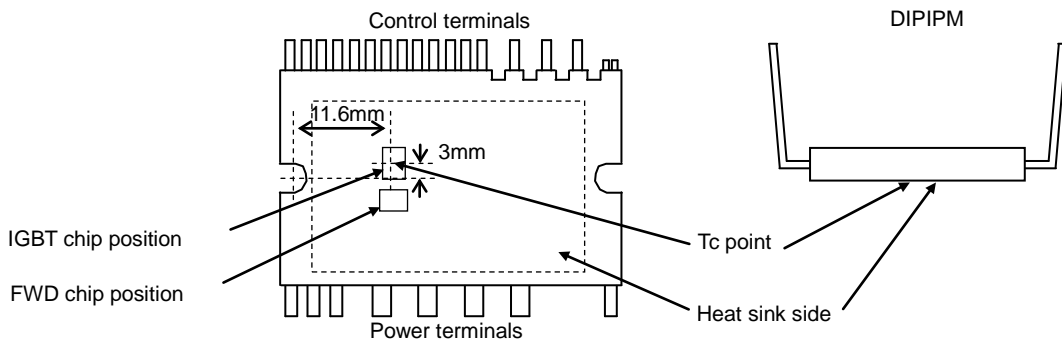 Control terminals
DIPIPM
11.6mm
3mm
IGBT chip position
Tc point
FWD chip position
Heat sink side
Power terminals